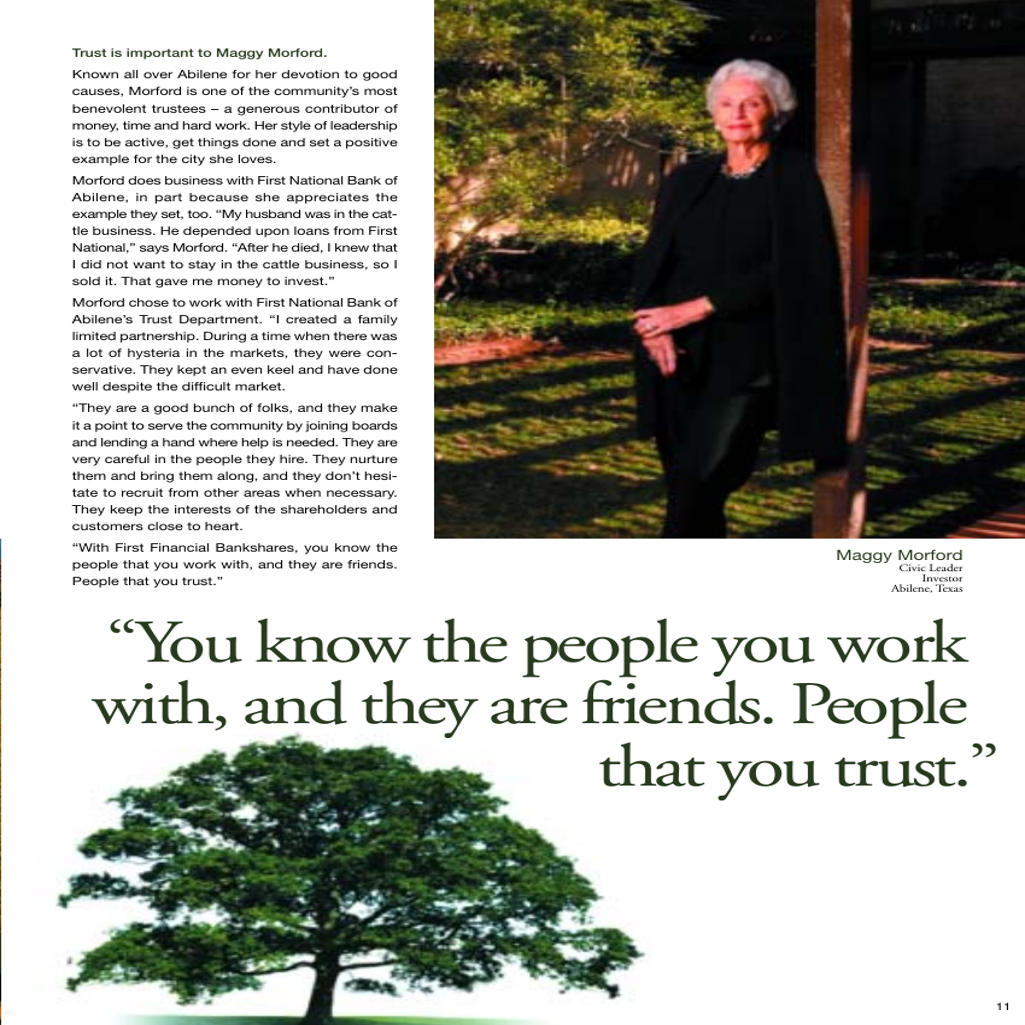 Trust is important to Maggy Morford.
Known all over Abilene for her devotion to good
causes, Morford is one of the community's most
benevolent trustees – a generous contributor of
money, time and hard work. Her style of leadership
is to be active, get things done and set a positive
example for the city she loves.
Morford does business with First National Bank of
Abilene, in part because she appreciates the
example they set, too. “My husband was in the cat-
tle business. He depended upon loans from First
National,” says Morford. “After he died, I knew that
I did not want to stay in the cattle business, so I
sold it. That gave me money to invest.”
Morford chose to work with First National Bank of
Abilene's Trust Department. “I created a family
limited partnership. During a time when there was
a lot of hysteria in the markets, they were con-
servative. They kept an even keel and have done
well despite the difficult market.
“They are a good bunch of folks, and they make
it a point to serve the community by joining boards
and lending a hand where help is needed. They are
very careful in the people they hire. They nurture
them and bring them along, and they don't hesi-
tate to recruit from other areas when necessary.
They keep the interests of the shareholders and
customers close to heart.
“With First Financial Bankshares, you know the
people that you work with, and they are friends.
People that you trust.”
Maggy Morford
Civic Leader
Investor
Abilene, Texas
“You know the people you work
with, and they are friends. People
that you trust.”
11